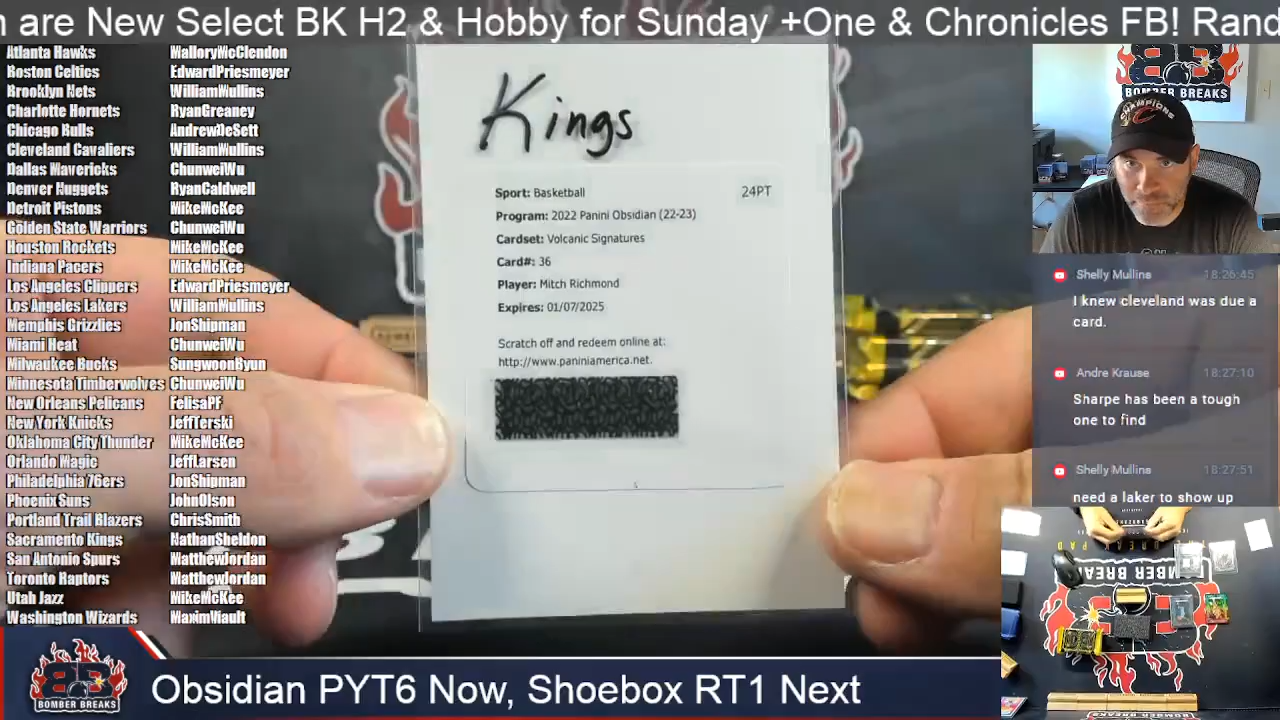 n are New Select BK H2 & Hobby for Sunday +One & Chronicles FB! Rand
Atlanta Hawks MalloryMcClendon
Boston Celtics EdwardPriesmeyer
Brooklyn Nets WilliamMullins
Charlotte Hornets RyanGreaney
Chicago Bulls AndrewDeSett
Cleveland Cavaliers WilliamMullins
Dallas Mavericks ChunweiWu
Denver Nuggets RyanCaldwell
Detroit Pistons MikeMcKee
Golden State Warriors ChunweiWu
Houston Rockets MikeMcKee
Indiana Pacers MikeMcKee
Los Angeles Clippers EdwardPriesmeyer
Los Angeles Lakers WilliamMullins
Memphis Grizzlies JonShipman
Miami Heat ChunweiWu
Milwaukee Bucks SungwoonByun
Minnesota Timberwolves ChunweiWu
New Orleans Pelicans FelisaPF
New York Knicks JeffTerski
Oklahoma City Thunder MikeMcKee
Orlando Magic JeffLarsen
Philadelphia 76ers JonShipman
Phoenix Suns JohnOlson
Portland Trail Blazers ChrisSmith
Sacramento Kings NathanSheldon
San Antonio Spurs MatthewJordan
Toronto Raptors MatthewJordan
Utah Jazz MikeMcKee
Washington Wizards MaximViault
Kings
Sport: Basketball 24PT
Program: 2022 Panini Obsidian (22-23)
Cardset: Volcanic Signatures
Card#: 36
Player: Mitch Richmond
Expires: 01/07/2025
Scratch off and redeem online at:
http://www.paniniamerica.net.
BOMBER BREAKS
CHAMPIONS
Shelly Mullins 18:26:45
I knew cleveland was due a
card.
Andre Krause 18:27:10
Sharpe has been a tough
one to find
Shelly Mullins 18:27:51
need a laker to show up
BOMBER BREAKS
Obsidian PYT6 Now, Shoebox RT1 Next